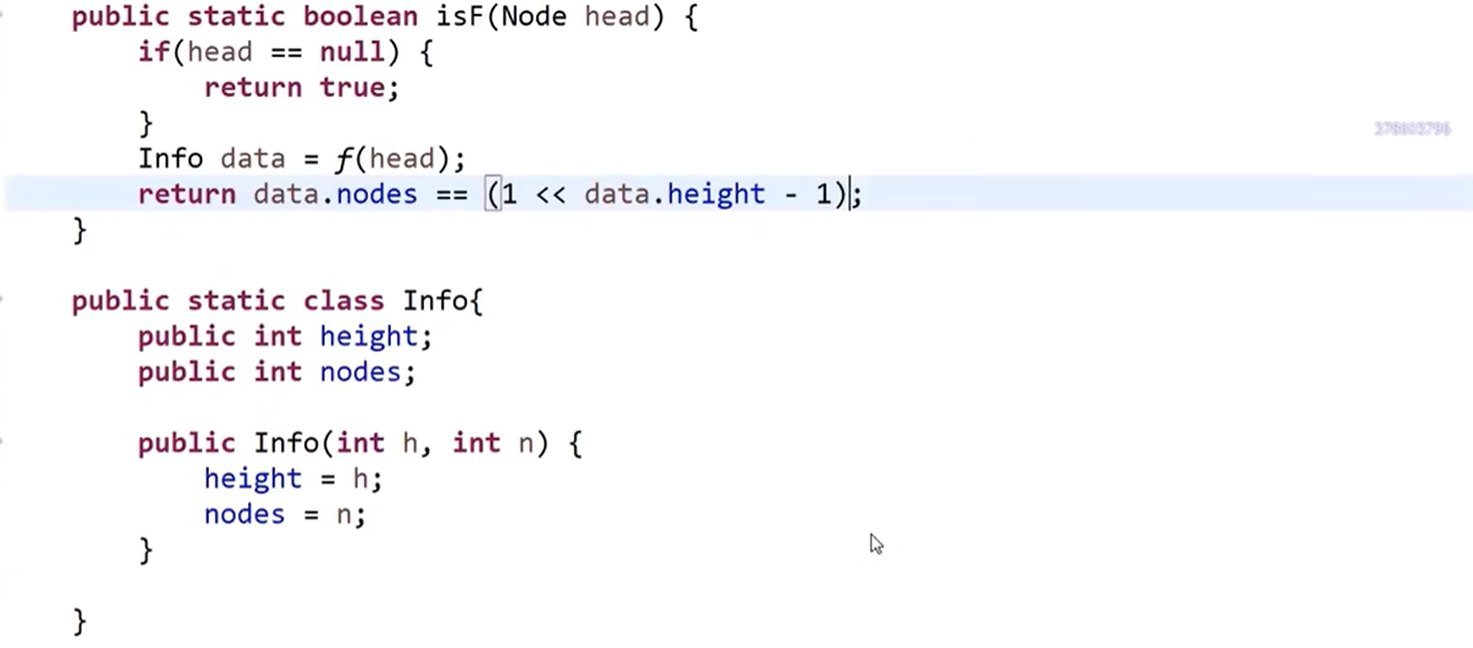 public static boolean isF(Node head) {
if(head == null) {
return true;
}
Info data = f(head);
return data.nodes == (1 << data.height - 1);
}
public static class Info{
public int height;
public int nodes;
public Info(int h, int n) {
height = h;
nodes = n;
}
}